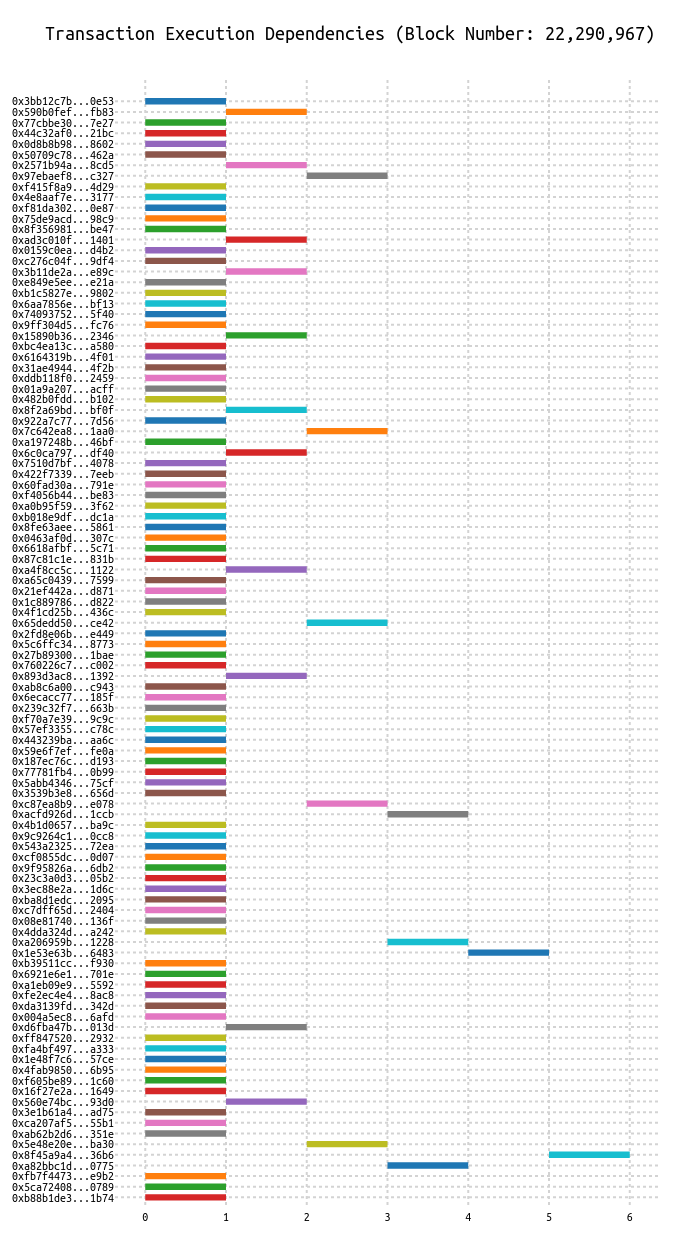 Transaction Execution Dependencies (Block Number: 22,290,967)
0x3bb12c7b...0e53
0x590b0fef...fb83
0x77cbbe30...7e27
0x44c32af0...21bc
0x0d8b8b98...8602
0x50709c78...462a
0x2571b94a...8cd5
0x97ebaef8...c327
0xf415f8a9...4d29
0x4e8aaf7e...3177
0xf81da302...0e87
0x75de9acd...98c9
0x8f356981...be47
0xad3c010f...1401
0x0159c0ea...d4b2
0xc276c04f...9df4
0x3b11de2a...e89c
0xe849e5ee...e21a
0xb1c5827e...9802
0x6aa7856e...bf13
0x74093752...5f40
0x9ff304d5...fc76
0x15890b36...2346
0xbc4ea13c...a580
0x6164319b...4f01
0x31ae4944...4f2b
0xddb118f0...2459
0x01a9a207...acff
0x482b0fdd...b102
0x8f2a69bd...bf0f
0x922a7c77...7d56
0x7c642ea8...1aa0
0xa197248b...46bf
0x6c0ca797...df40
0x7510d7bf...4078
0x422f7339...7eeb
0x60fad30a...791e
0xf4056b44...be83
0xa0b95f59...3f62
0xb018e9df...dc1a
0x8fe63aee...5861
0x0463af0d...307c
0x6618afbf...5c71
0x87c81c1e...831b
0xa4f8cc5c...1122
0xa65c0439...7599
0x21ef442a...d871
0x1c889786...d822
0x4f1cd25b...436c
0x65dedd50...ce42
0x2fd8e06b...e449
0x5c6ffc34...8773
0x27b89300...1bae
0x760226c7...c002
0x893d3ac8...1392
0xab8c6a00...c943
0x6ecacc77...185f
0x239c32f7...663b
0xf70a7e39...9c9c
0x57ef3355...c78c
0x443239ba...aa6c
0x59e6f7ef...fe0a
0x187ec76c...d193
0x77781fb4...0b99
0x5abb4346...75cf
0x3539b3e8...656d
0xc87ea8b9...e078
0xacfd926d...1ccb
0x4b1d0657...ba9c
0x9c9264c1...0cc8
0x543a2325...72ea
0xcf0855dc...0d07
0x9f95826a...6db2
0x23c3a0d3...05b2
0x3ec88e2a...1d6c
0xba8d1edc...2095
0xc7dff65d...2404
0x08e81740...136f
0x4dda324d...a242
0xa206959b...1228
0x1e53e63b...6483
0xb39511cc...f930
0x6921e6e1...701e
0xa1eb09e9...5592
0xfe2ec4e4...8ac8
0xda3139fd...342d
0x004a5ec8...6afd
0xd6fba47b...013d
0xff847520...2932
0xfa4bf497...a333
0x1e48f7c6...57ce
0x4fab9850...6b95
0xf605be89...1c60
0x16f27e2a...1649
0x560e74bc...93d0
0x3e1b61a4...ad75
0xca207af5...55b1
0xab62b2d6...351e
0x5e48e20e...ba30
0x8f45a9a4...36b6
0xa82bbc1d...0775
0xfb7f4473...e9b2
0x5ca72408...0789
0xb88b1de3...1b74
0 1 2 3 4 5 6